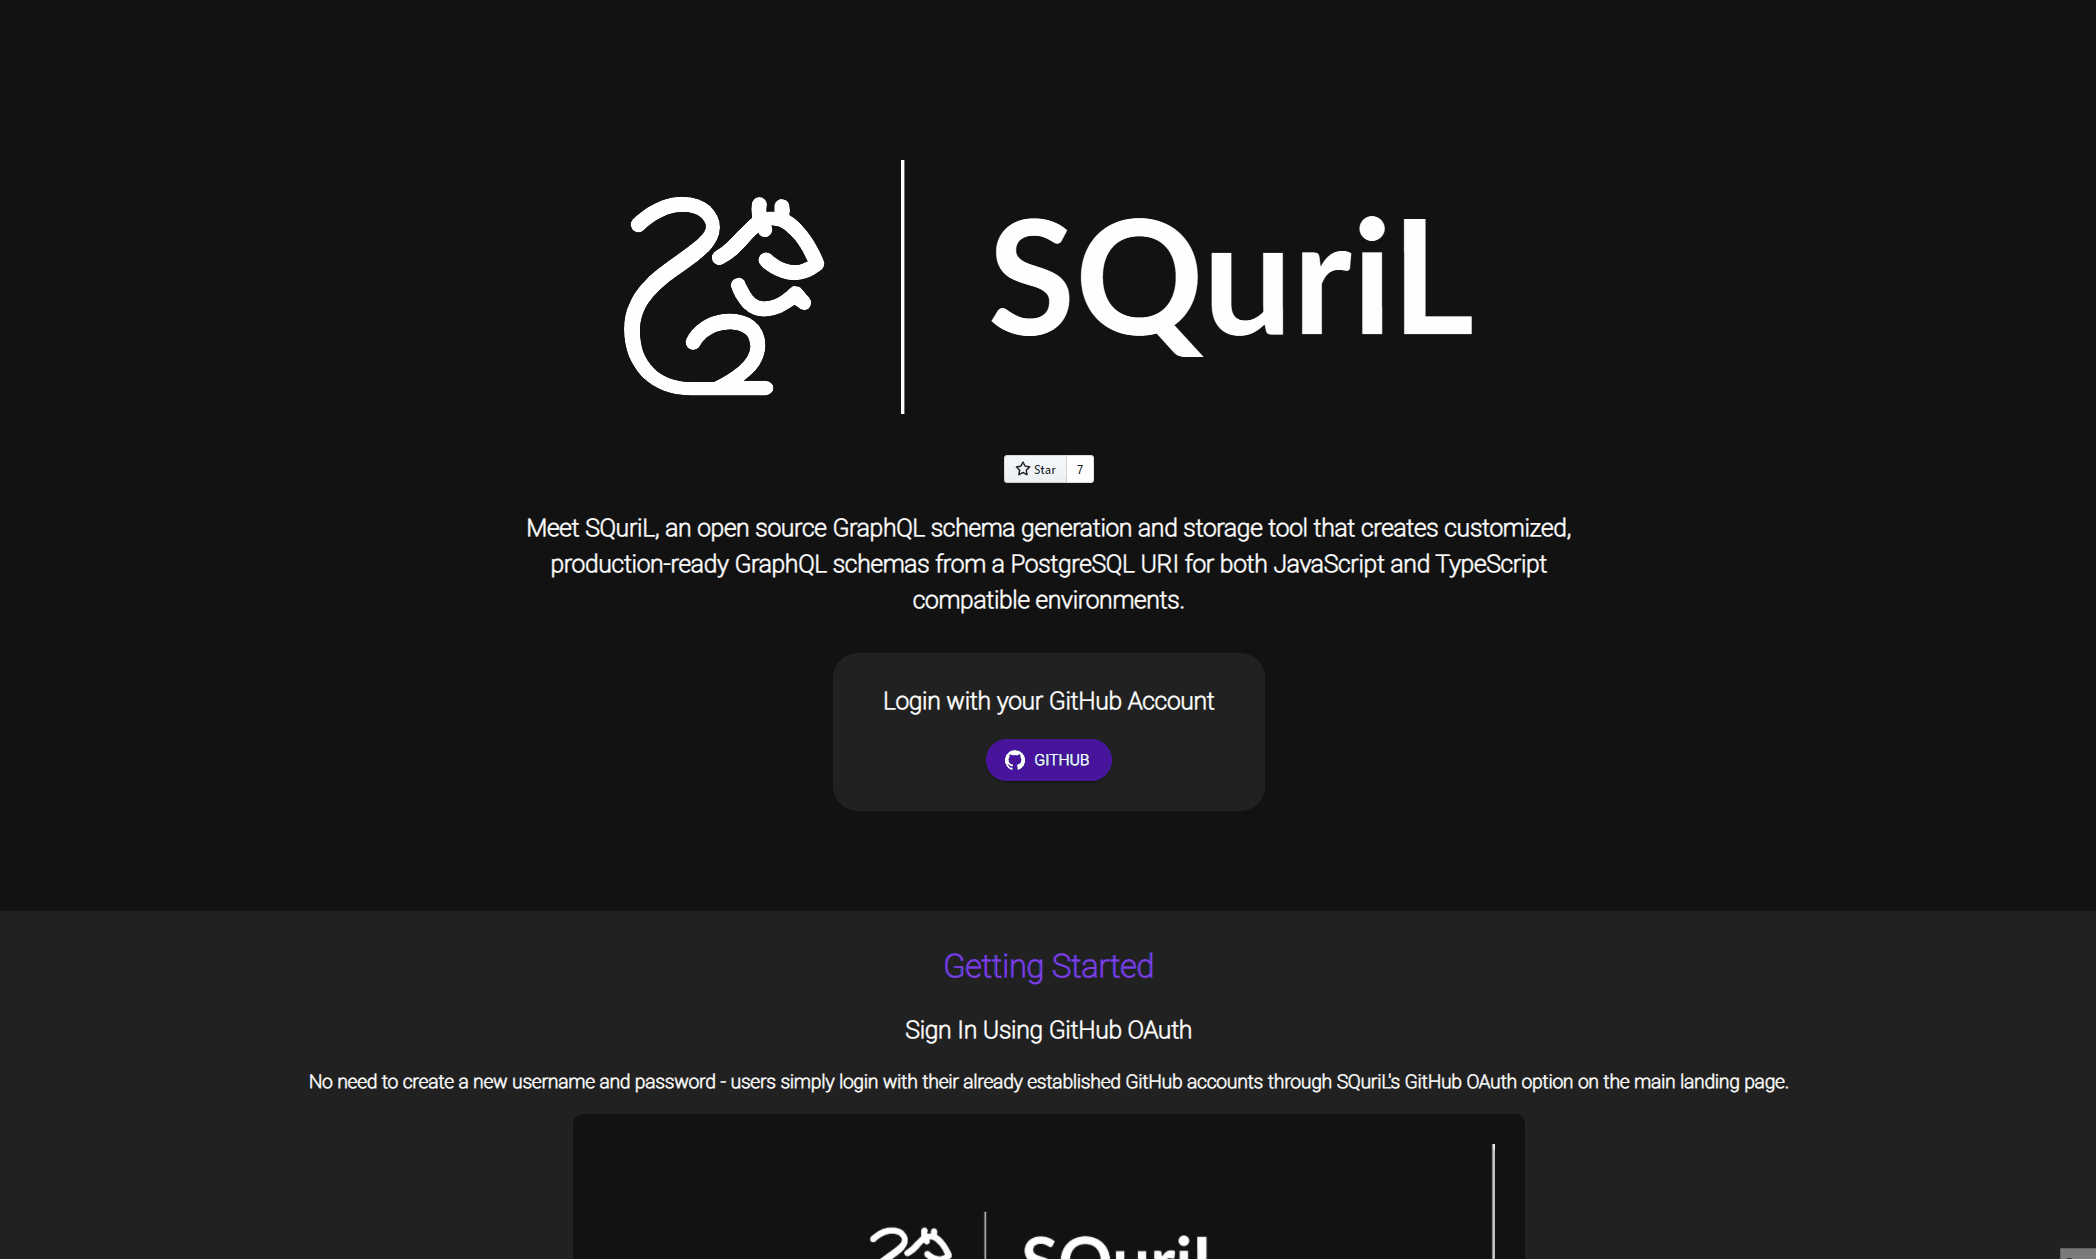 SQuriL
Star 7
Meet SQuriL, an open source GraphQL schema generation and storage tool that creates customized,
production-ready GraphQL schemas from a PostgreSQL URI for both JavaScript and TypeScript
compatible environments.
Login with your GitHub Account
GITHUB
Getting Started
Sign In Using GitHub OAuth
No need to create a new username and password - users simply login with their already established GitHub accounts through SQuriL's GitHub OAuth option on the main landing page.
SQuriL